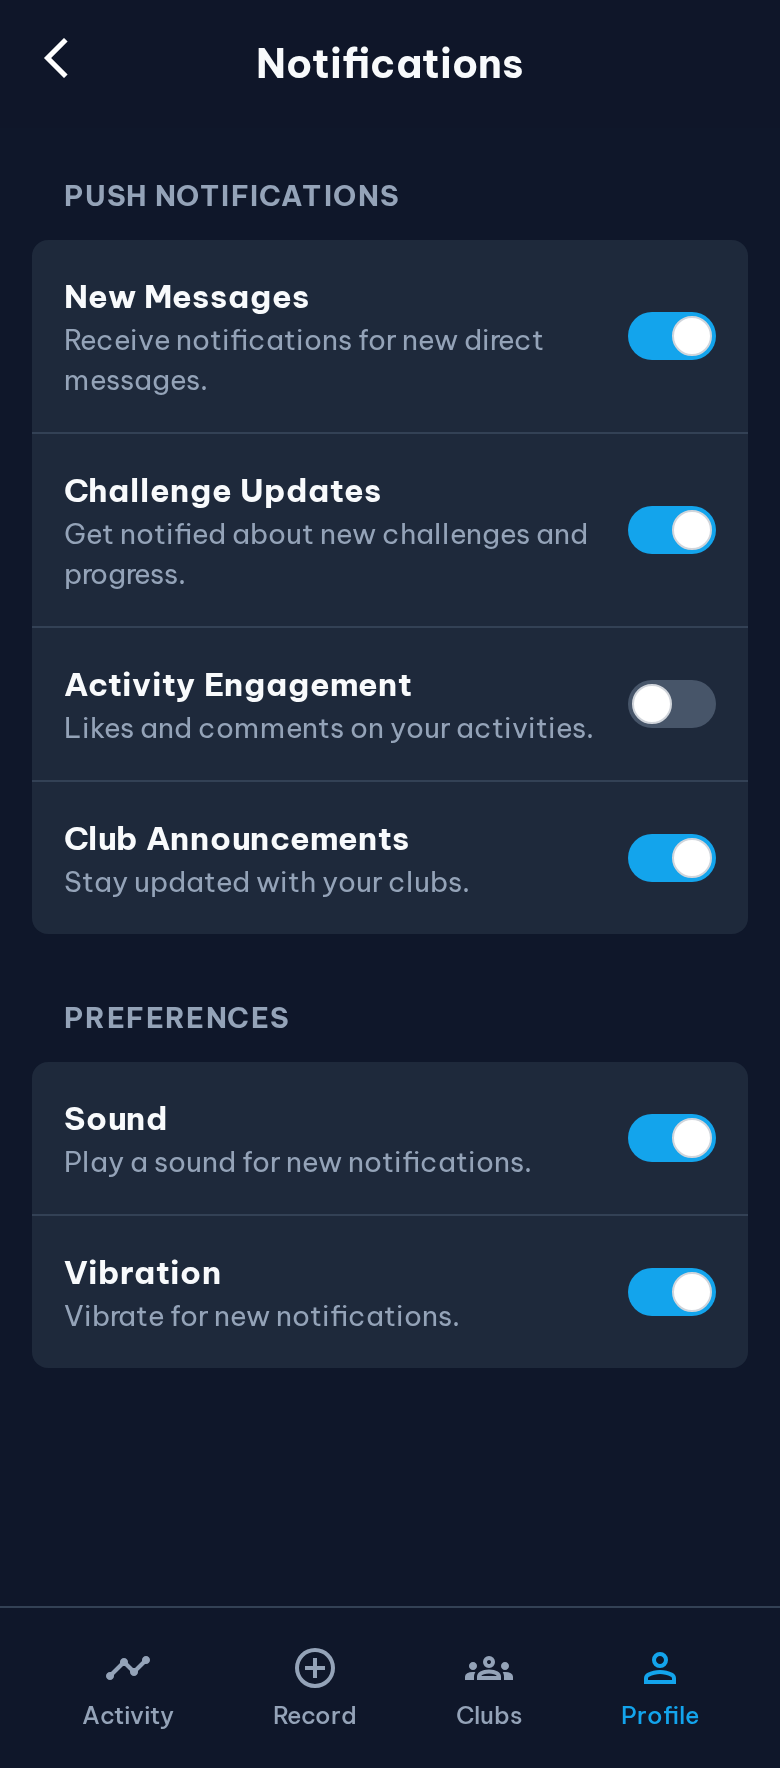 Notifications
PUSH NOTIFICATIONS
New Messages
Receive notifications for new direct
messages.
Challenge Updates
Get notified about new challenges and
progress.
Activity Engagement
Likes and comments on your activities.
Club Announcements
Stay updated with your clubs.
PREFERENCES
Sound
Play a sound for new notifications.
Vibration
Vibrate for new notifications.
Activity
Record
Clubs
Profile